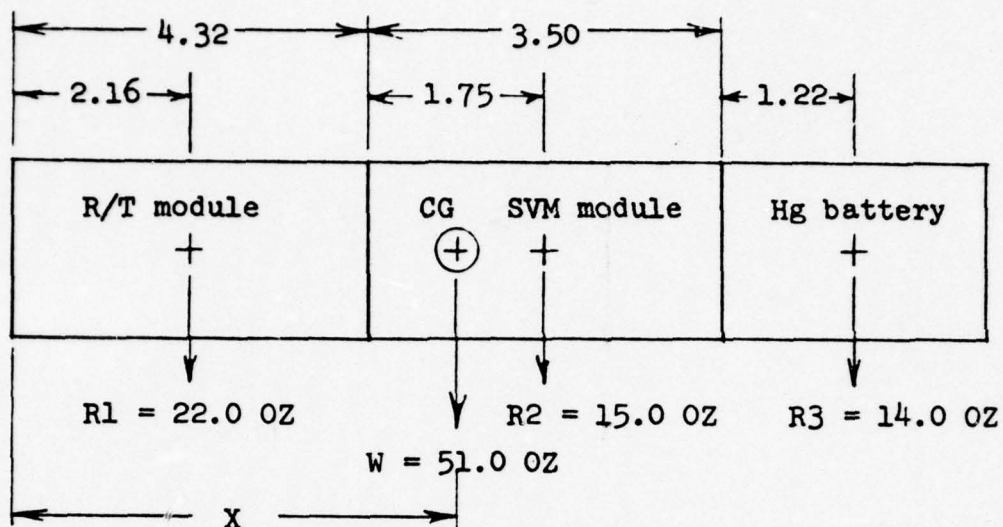 4.32 3.50
2.16 1.75 1.22
R/T module CG SVM module Hg battery
R1 = 22.0 OZ R2 = 15.0 OZ R3 = 14.0 OZ
W = 51.0 OZ
X